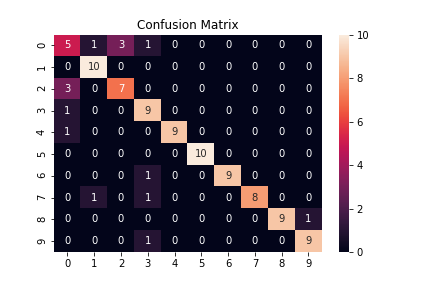 Confusion Matrix
0 5 1 3 1 0 0 0 0 0 0
1 0 10 0 0 0 0 0 0 0 0
2 3 0 7 0 0 0 0 0 0 0
3 1 0 0 9 0 0 0 0 0 0
4 1 0 0 0 9 0 0 0 0 0
5 0 0 0 0 0 10 0 0 0 0
6 0 0 0 1 0 0 9 0 0 0
7 0 1 0 1 0 0 0 8 0 0
8 0 0 0 0 0 0 0 0 9 1
9 0 0 0 1 0 0 0 0 0 9
0 1 2 3 4 5 6 7 8 9
10
8
6
4
2
0